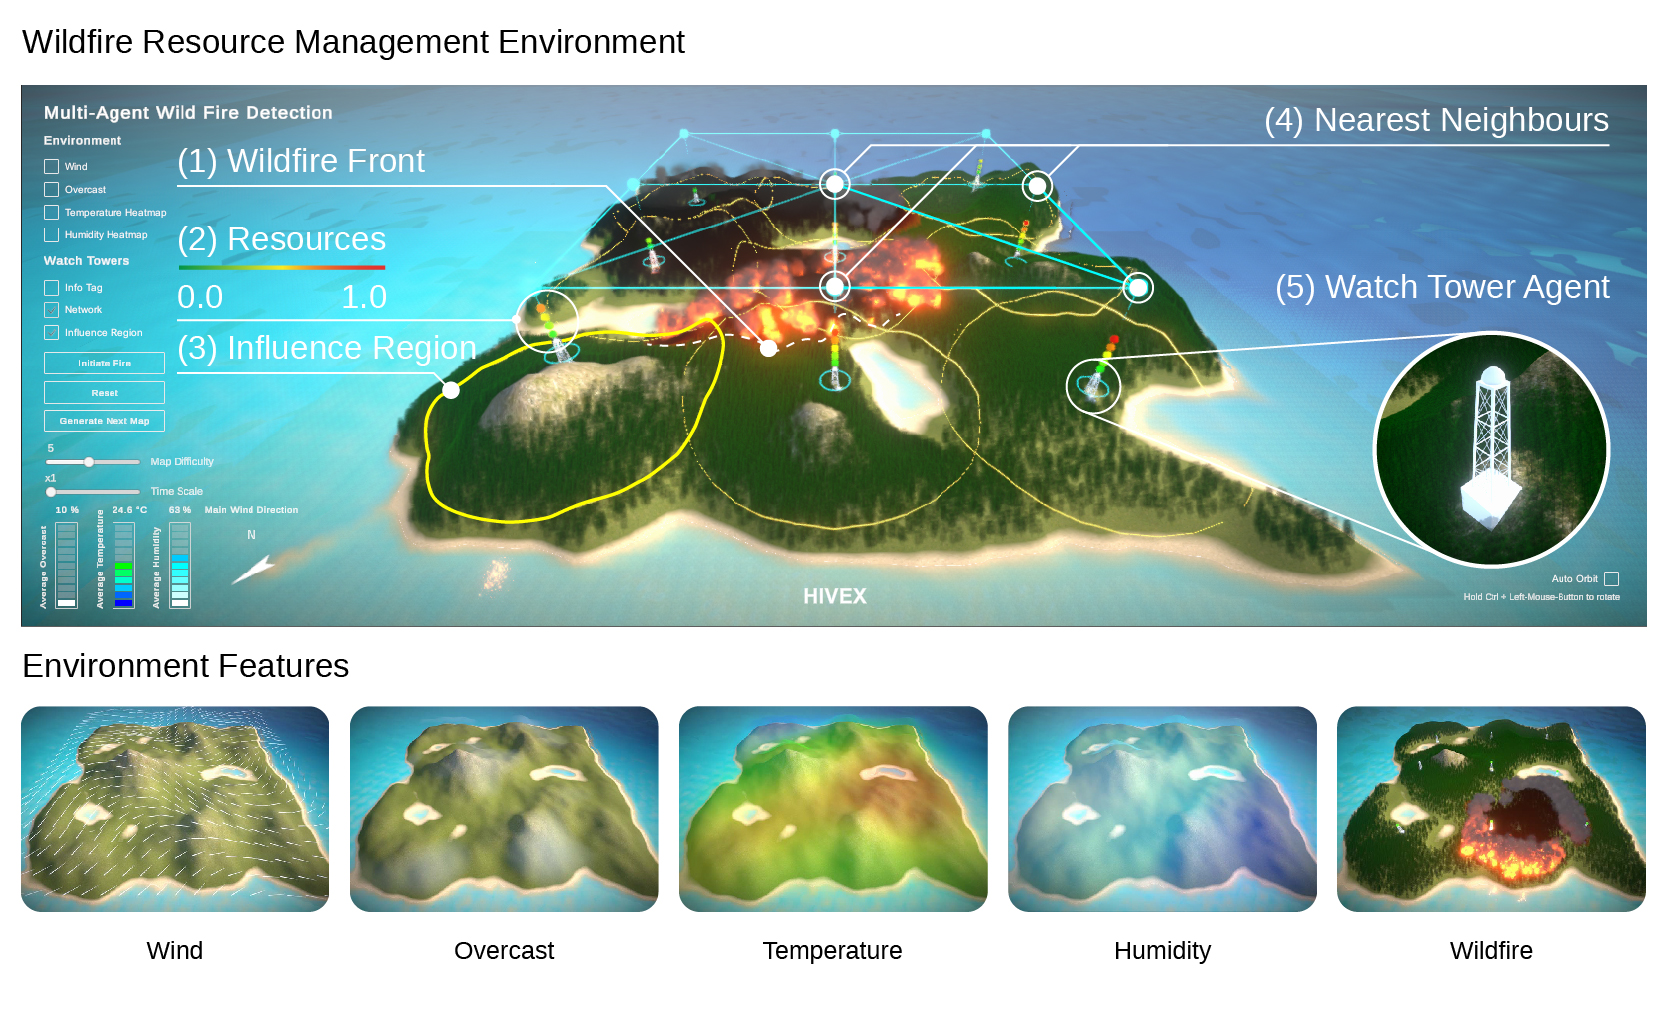 Wildfire Resource Management Environment
Multi-Agent Wild Fire Detection
Environment
Wind
Overcast
Temperature Heatmap
Humidity Heatmap
Watch Towers
Info Tag
Network
Influence Region
Initiate Fire
Reset
Generate Next Map
5
Map Difficulty
x1
Time Scale
10 %
24.6 °C
63 %
Main Wind Direction
Average Overcast
Average Temperature
Average Humidity
N
(1) Wildfire Front
(2) Resources
0.0 1.0
(3) Influence Region
(4) Nearest Neighbours
(5) Watch Tower Agent
HIVEX
Auto Orbit
Hold Ctrl + Left-Mouse-Button to rotate
Environment Features
Wind
Overcast
Temperature
Humidity
Wildfire